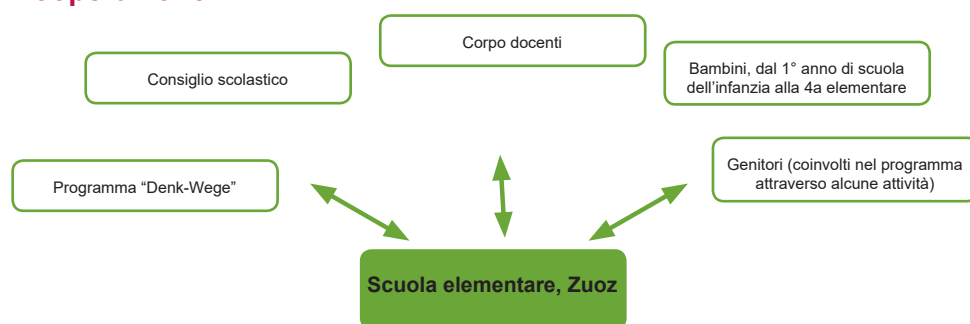 Corpo docenti
Consiglio scolastico
Bambini, dal 1° anno di scuola
dell'infanzia alla 4a elementare
Programma “Denk-Wege”
Genitori (coinvolti nel programma
attraverso alcune attività)
Scuola elementare, Zuoz